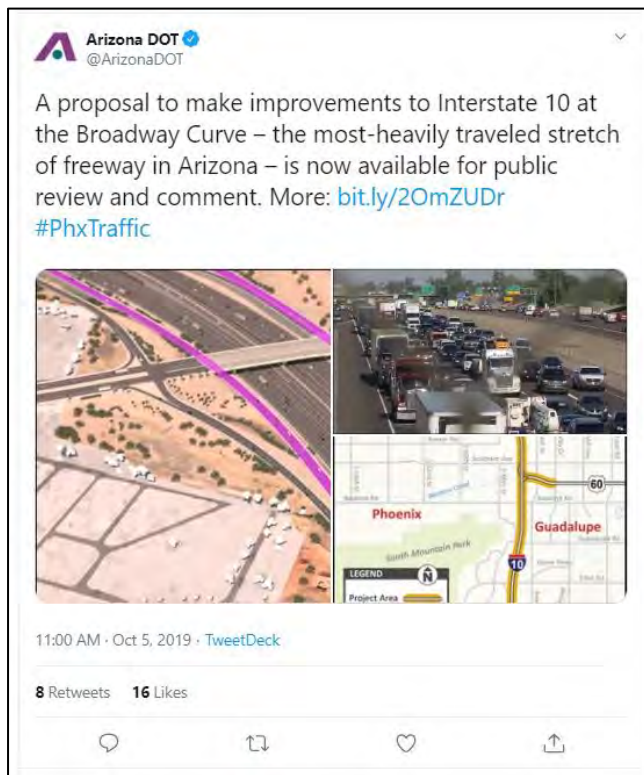 Arizona DOT
@ArizonaDOT
A proposal to make improvements to Interstate 10 at
the Broadway Curve – the most-heavily traveled stretch
of freeway in Arizona – is now available for public
review and comment. More: bit.ly/2OmZUDr
#PhxTraffic
60
Phoenix
Guadalupe
South Mountain Park
10
LEGEND
N
Project Area
11:00 AM · Oct 5, 2019 · TweetDeck
8 Retweets 16 Likes